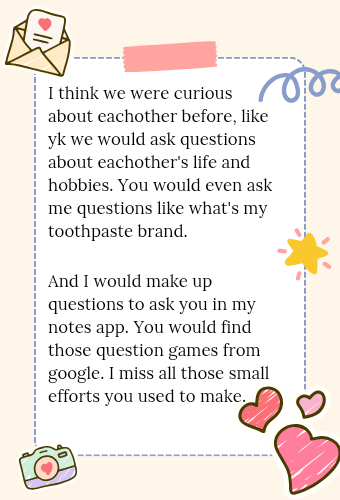 I think we were curious
about eachother before, like
yk we would ask questions
about eachother's life and
hobbies. You would even ask
me questions like what's my
toothpaste brand.

And I would make up
questions to ask you in my
notes app. You would find
those question games from
google. I miss all those small
efforts you used to make.